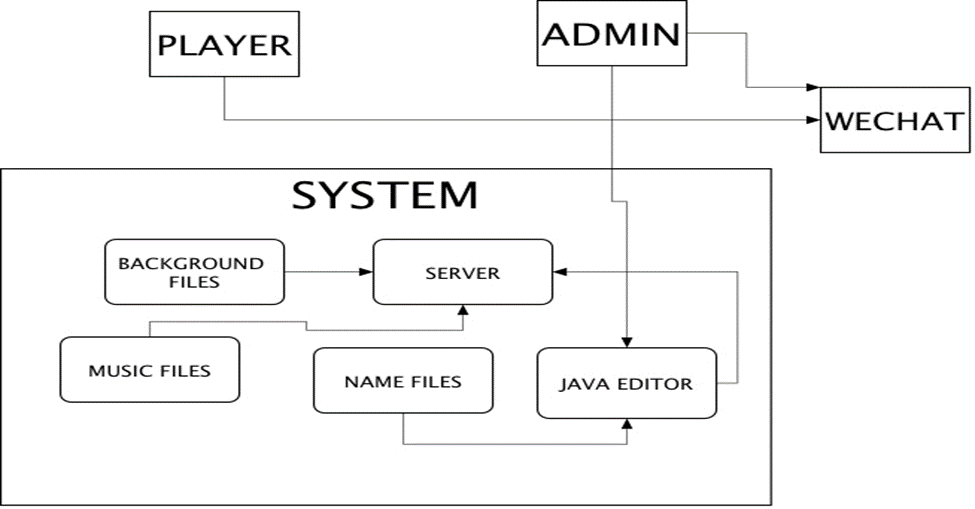 PLAYER
ADMIN
WECHAT
SYSTEM
BACKGROUND
FILES
SERVER
MUSIC FILES
NAME FILES
JAVA EDITOR